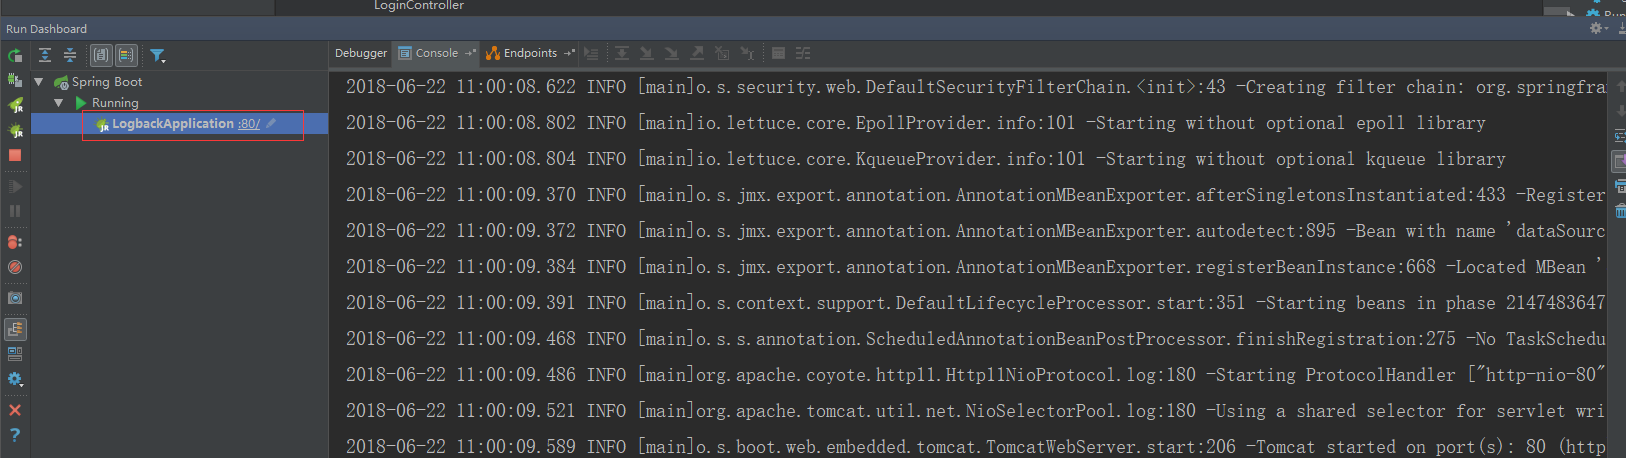 LoginController
Run
Run Dashboard
Debugger Console Endpoints
Spring Boot
Running
LogbackApplication :80/
2018-06-22 11:00:08.622 INFO [main]o.s.security.web.DefaultSecurityFilterChain.<init>:43 -Creating filter chain: org.springfra
2018-06-22 11:00:08.802 INFO [main]io.lettuce.core.EpollProvider.info:101 -Starting without optional epoll library
2018-06-22 11:00:08.804 INFO [main]io.lettuce.core.KqueueProvider.info:101 -Starting without optional kqueue library
2018-06-22 11:00:09.370 INFO [main]o.s.jmx.export.annotation.AnnotationMBeanExporter.afterSingletonsInstantiated:433 -Register
2018-06-22 11:00:09.372 INFO [main]o.s.jmx.export.annotation.AnnotationMBeanExporter.autodetect:895 -Bean with name 'dataSourc
2018-06-22 11:00:09.384 INFO [main]o.s.jmx.export.annotation.AnnotationMBeanExporter.registerBeanInstance:668 -Located MBean '
2018-06-22 11:00:09.391 INFO [main]o.s.context.support.DefaultLifecycleProcessor.start:351 -Starting beans in phase 2147483647
2018-06-22 11:00:09.468 INFO [main]o.s.s.annotation.ScheduledAnnotationBeanPostProcessor.finishRegistration:275 -No TaskSchedu
2018-06-22 11:00:09.486 INFO [main]org.apache.coyote.http11.Http11NioProtocol.log:180 -Starting ProtocolHandler ["http-nio-80"
2018-06-22 11:00:09.521 INFO [main]org.apache.tomcat.util.net.NioSelectorPool.log:180 -Using a shared selector for servlet wri
2018-06-22 11:00:09.589 INFO [main]o.s.boot.web.embedded.tomcat.TomcatWebServer.start:206 -Tomcat started on port(s): 80 (http